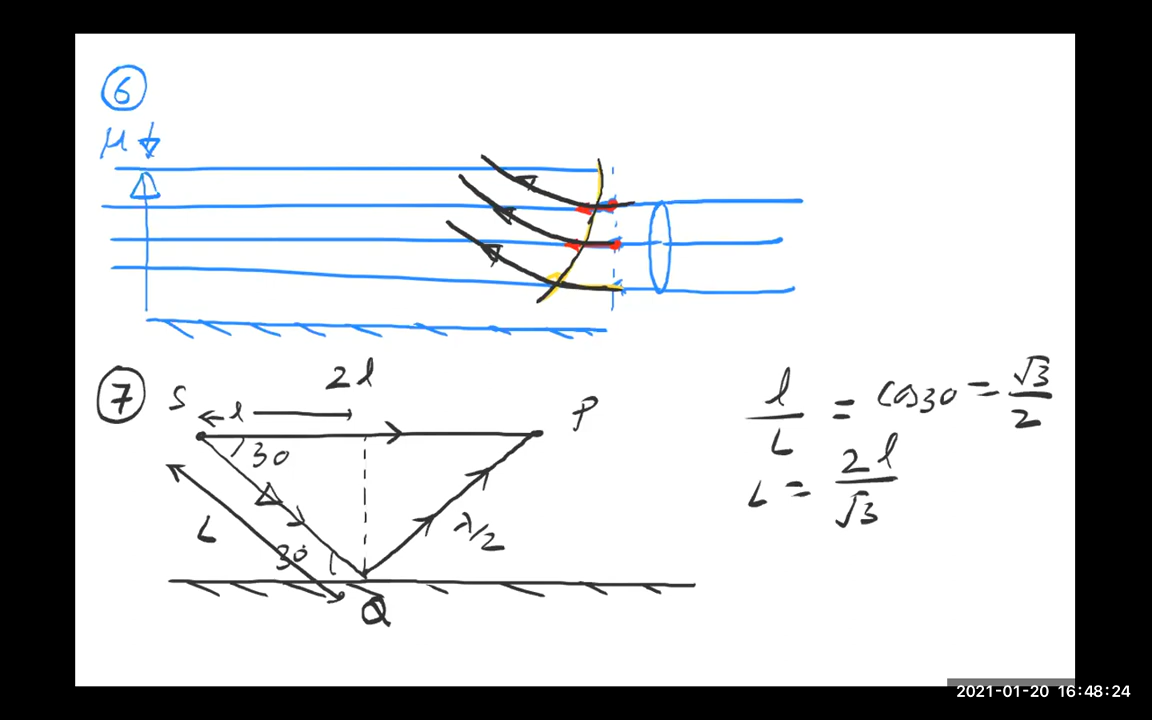 6
μ ↓
7
2l
S
l
P
30
L
30
λ/2
Q
l/L = cos30 = √3/2
L = 2l/√3
2021-01-20 16:48:24